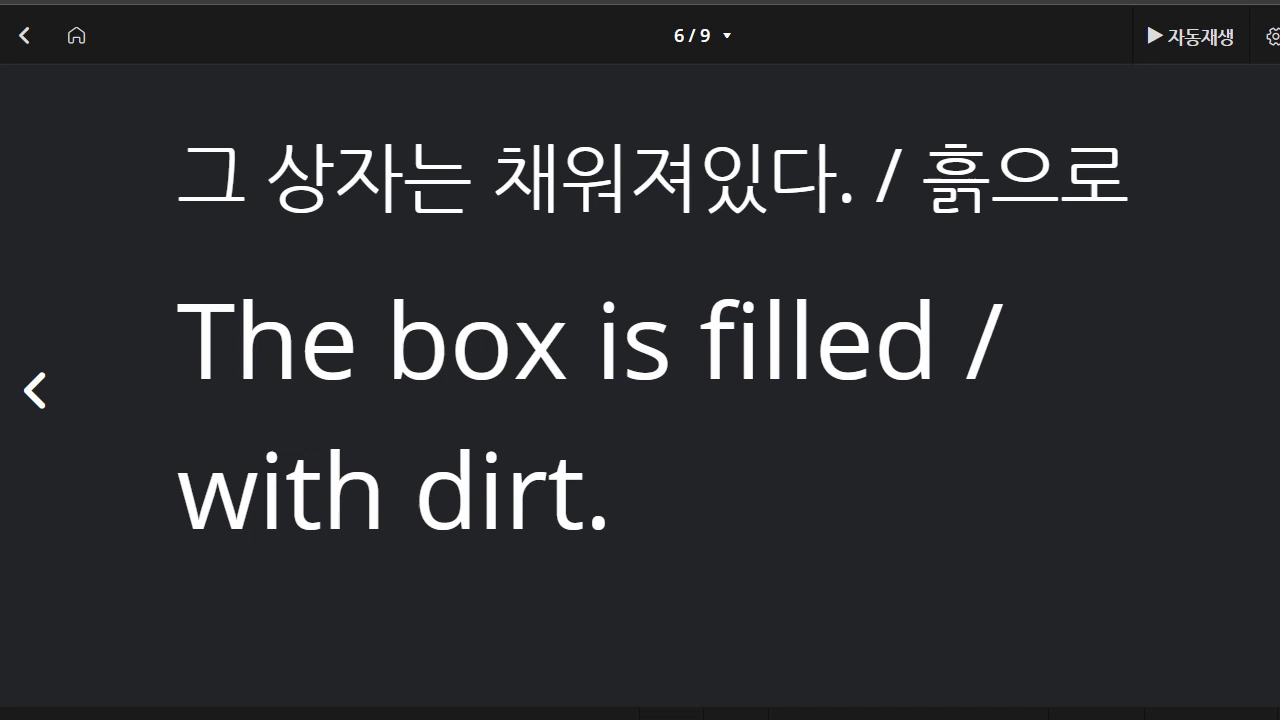 6 / 9
자동재생
그 상자는 채워져있다. / 흙으로
The box is filled /
with dirt.